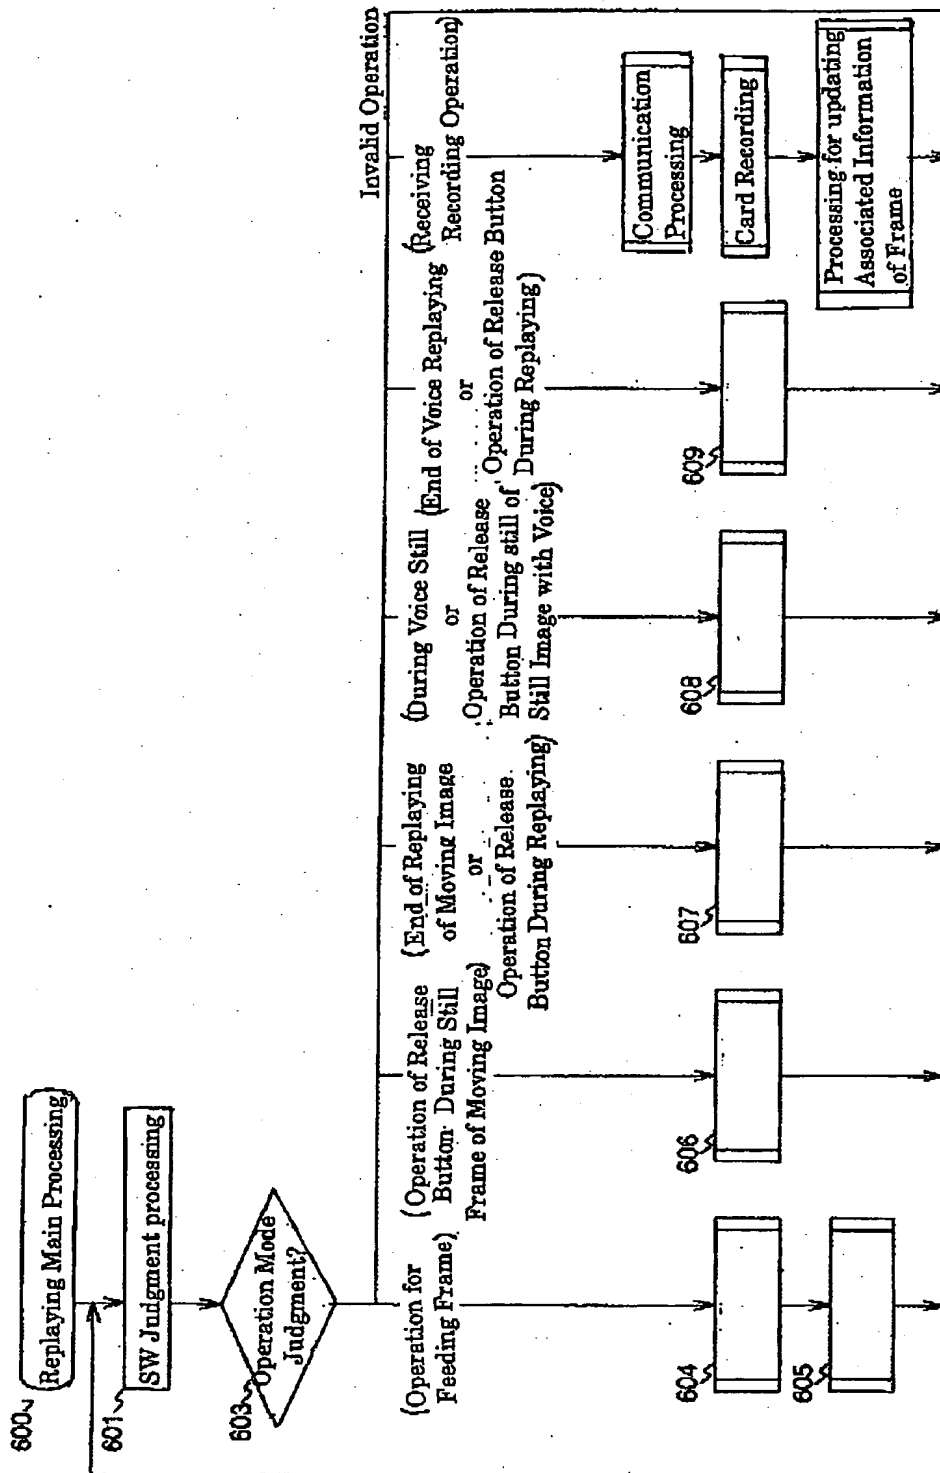 600
Replaying Main Processing
601
SW Judgment processing
603
Operation Mode
Judgment?
(Operation for
Feeding Frame)
604
605
(Operation of Release
Button During Still
Frame of Moving Image)
606
(End of Replaying
of Moving Image
or
Operation of Release
Button During Replaying)
607
(During Voice Still
or
Operation of Release
Button During still of
Still Image with Voice)
608
(End of Voice Replaying
or
Operation of Release Button
During Replaying)
609
(Receiving
Recording Operation)
Communication
Processing
Card Recording
Processing for updating
Associated Information
of Frame
Invalid Operation